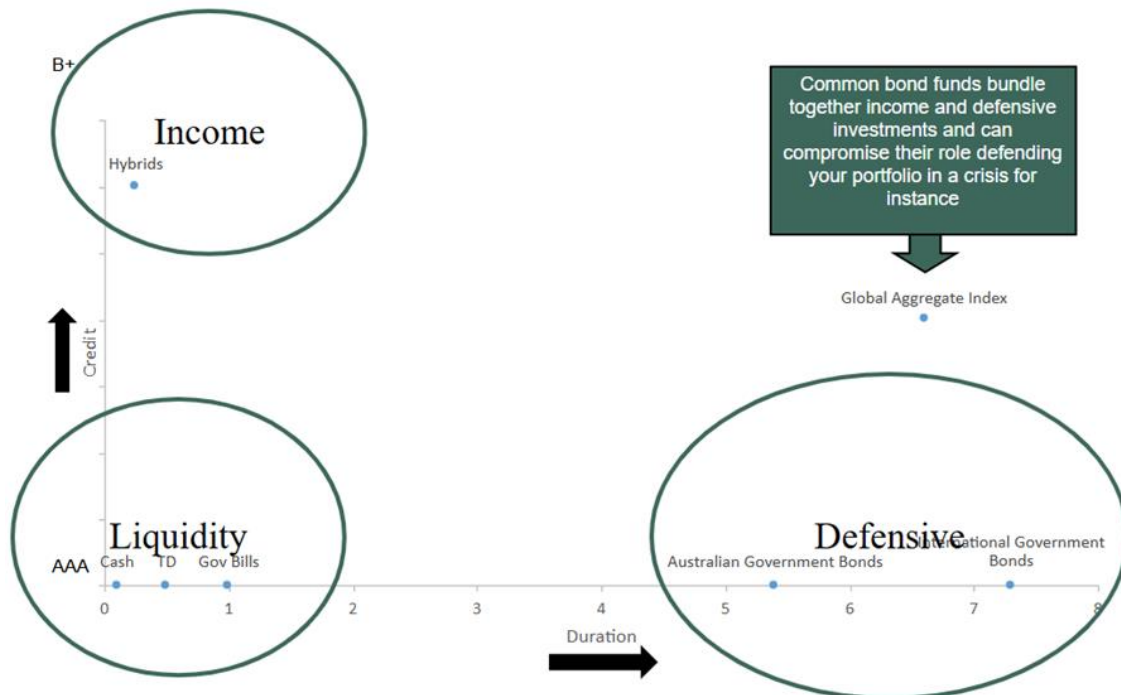 B+
Income
Hybrids
Common bond funds bundle
together income and defensive
investments and can
compromise their role defending
your portfolio in a crisis for
instance
Global Aggregate Index
Credit
Liquidity
Defensive
AAA
Cash
TD
Gov Bills
Australian Government Bonds
International Government
Bonds
0
1
2
3
4
5
6
7
8
Duration